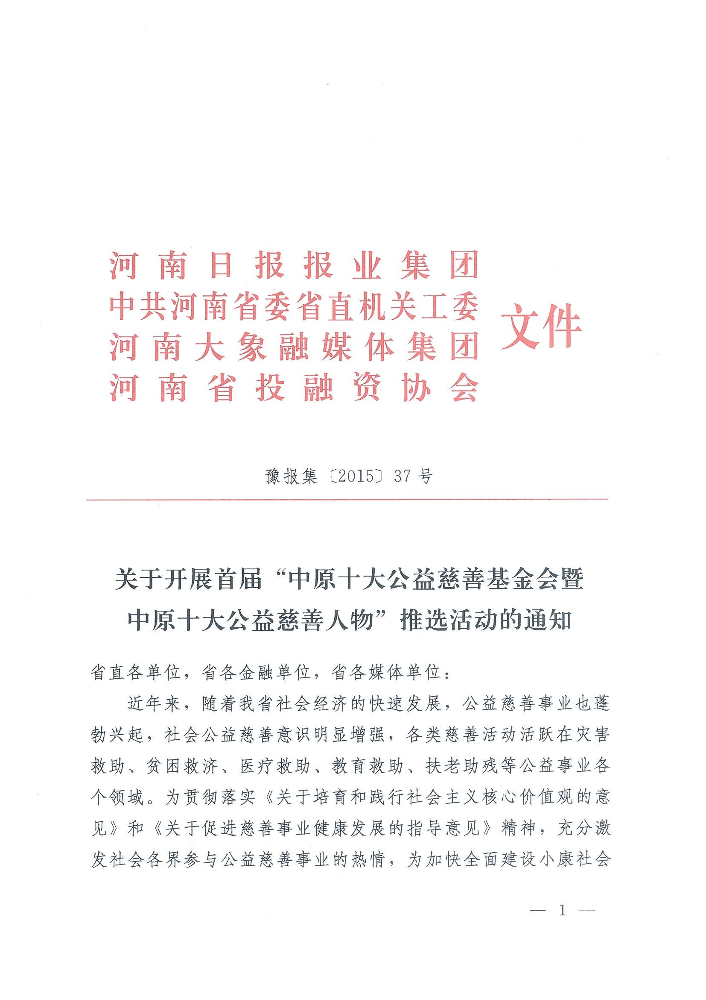 河南日报报业集团
中共河南省委省直机关工委
河南大象融媒体集团
河南省投融资协会
文件
豫报集〔2015〕37号
关于开展首届“中原十大公益慈善基金会暨
中原十大公益慈善人物”推选活动的通知
省直各单位，省各金融单位，省各媒体单位：
近年来，随着我省社会经济的快速发展，公益慈善事业也蓬
勃兴起，社会公益慈善意识明显增强，各类慈善活动活跃在灾害
救助、贫困救济、医疗救助、教育救助、扶老助残等公益事业各
个领域。为贯彻落实《关于培育和践行社会主义核心价值观的意
见》和《关于促进慈善事业健康发展的指导意见》精神，充分激
发社会各界参与公益慈善事业的热情，为加快全面建设小康社会
— 1 —